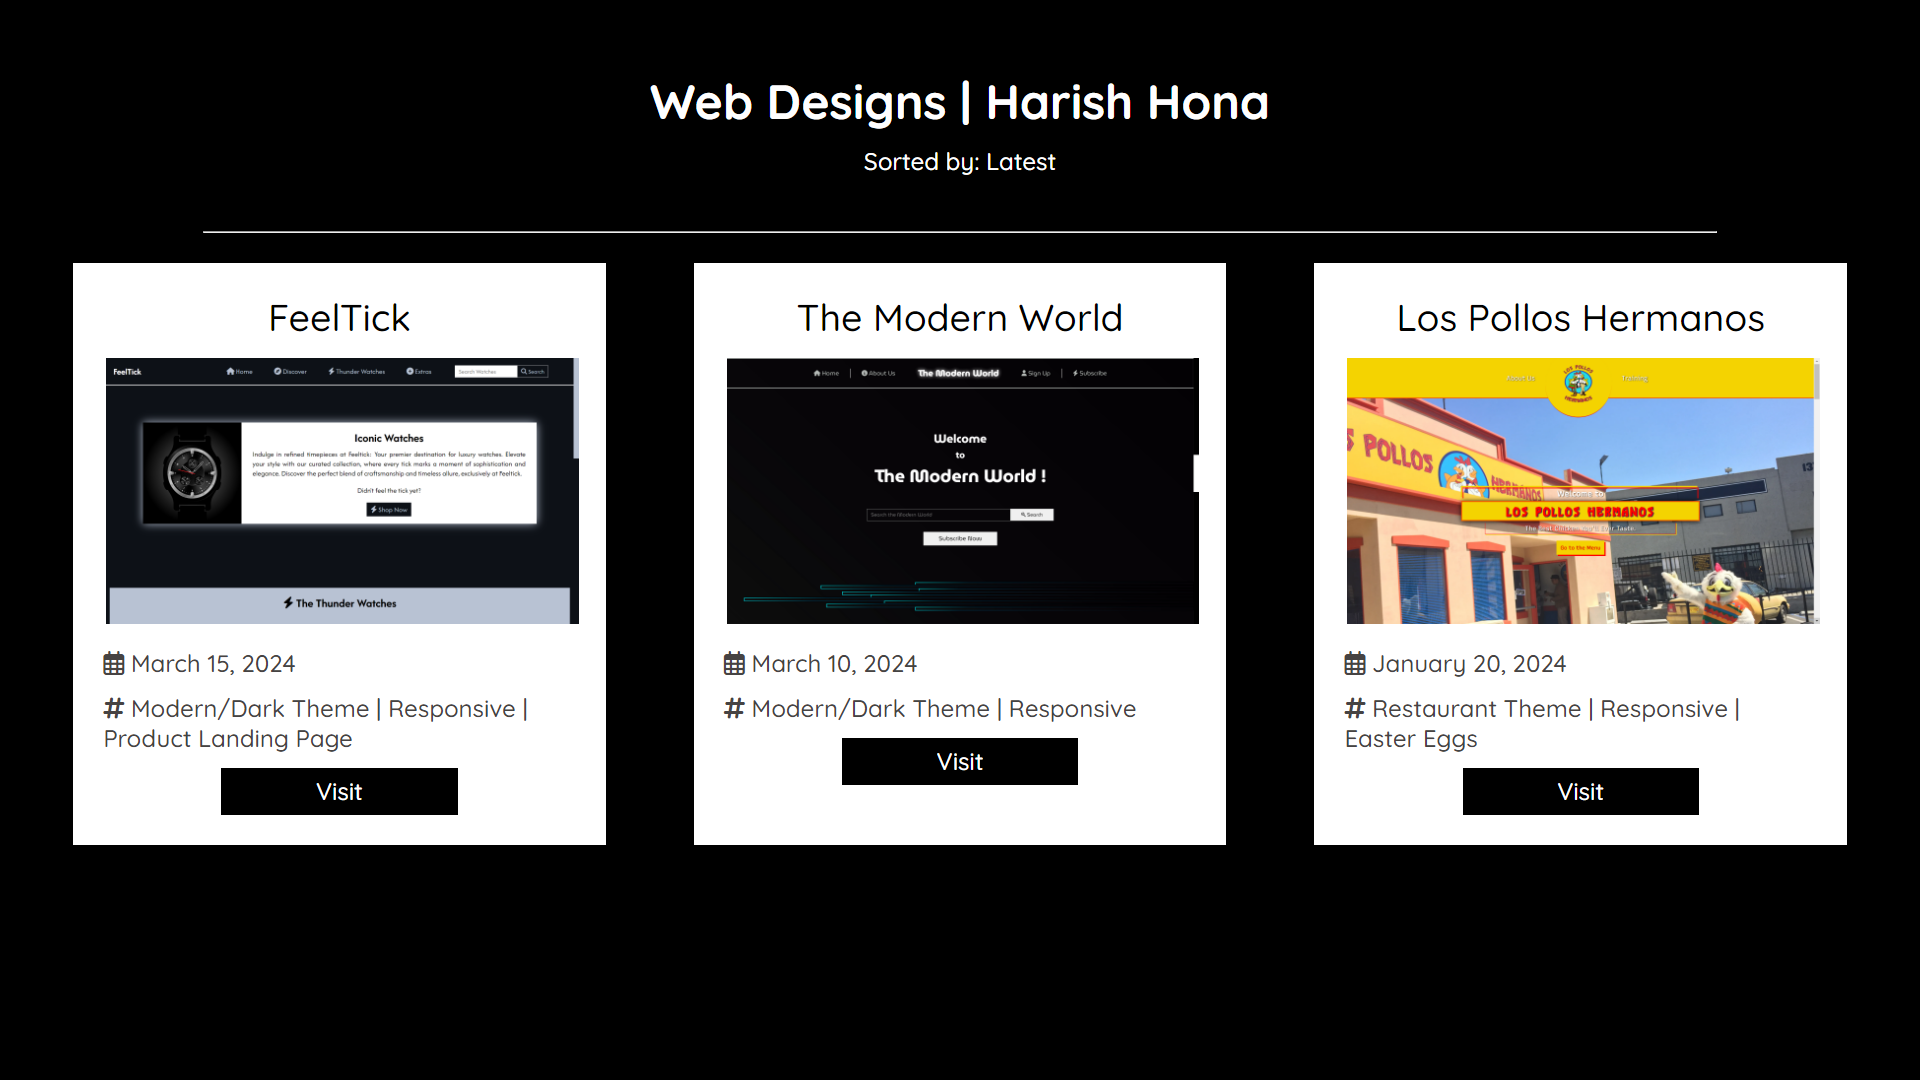 Web Designs | Harish Hona
Sorted by: Latest
FeelTick
FeelTick
Home
Discover
Thunder Watches
Extras
Search Watches
Search
Iconic Watches
Indulge in refined timepieces at Feeltick: Your premier destination for luxury watches. Elevate
your style with our curated collection, where every tick marks a moment of sophistication and
elegance. Discover the perfect blend of craftsmanship and timeless allure, exclusively at Feeltick.
Didn't feel the tick yet?
Shop Now
The Thunder Watches
March 15, 2024
# Modern/Dark Theme | Responsive |
Product Landing Page
Visit
The Modern World
Home
About Us
The Modern World
Sign Up
Subscribe
Welcome
to
The Modern World !
Search the Modern World
Search
Subscribe Now
March 10, 2024
# Modern/Dark Theme | Responsive
Visit
Los Pollos Hermanos
About Us
LOS POLLOS
HERMANOS
Training
S POLLOS
HERMANOS
Welcome to
LOS POLLOS HERMANOS
Go to the Menu
January 20, 2024
# Restaurant Theme | Responsive |
Easter Eggs
Visit